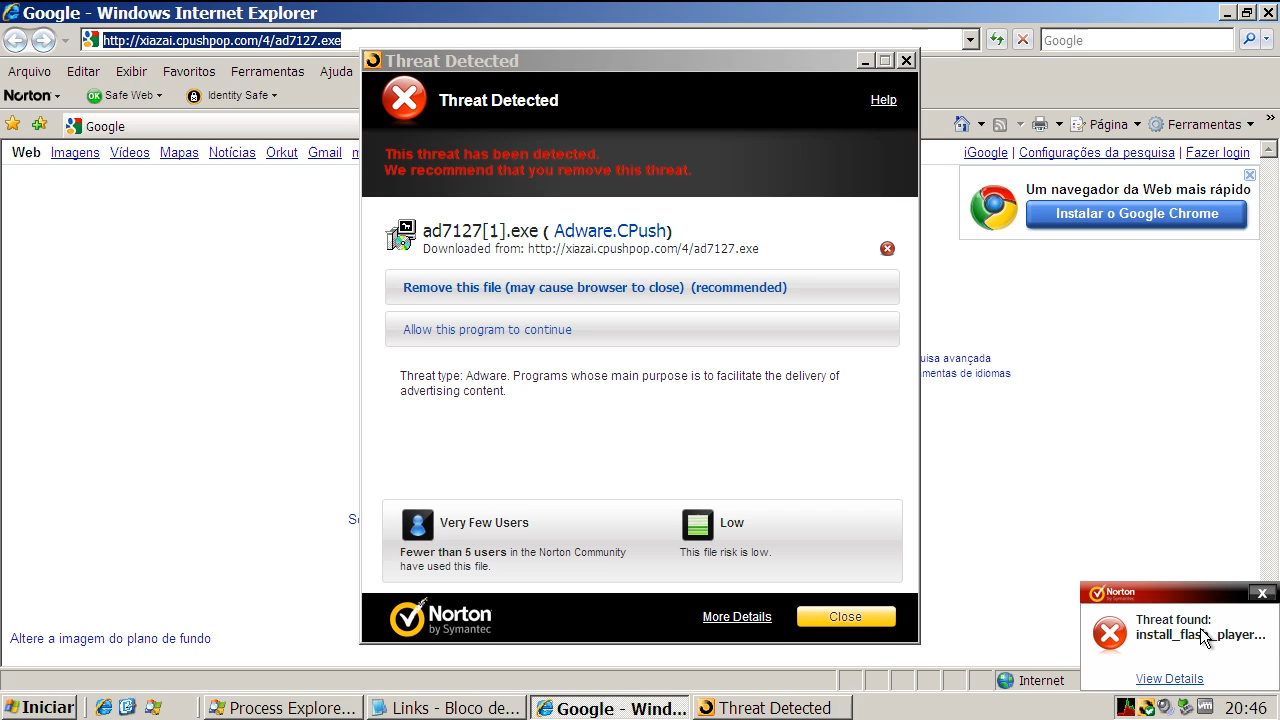 Google - Windows Internet Explorer
http://xiazai.cpushpop.com/4/ad7127.exe
Google
Arquivo Editar Exibir Favoritos Ferramentas Ajuda
Norton Safe Web Identity Safe
Google
Página Ferramentas
Web Imagens Vídeos Mapas Notícias Orkut Gmail
iGoogle | Configurações da pesquisa | Fazer login
Um navegador da Web mais rápido
Instalar o Google Chrome
Threat Detected
Threat Detected
Help
This threat has been detected.
We recommend that you remove this threat.
ad7127[1].exe ( Adware.CPush)
Downloaded from: http://xiazai.cpushpop.com/4/ad7127.exe
Remove this file (may cause browser to close) (recommended)
Allow this program to continue
Threat type: Adware. Programs whose main purpose is to facilitate the delivery of
advertising content.
uisa avançada
mentas de idiomas
Very Few Users
Fewer than 5 users in the Norton Community
have used this file.
Low
This file risk is low.
Norton
by Symantec
More Details
Close
Altere a imagem do plano de fundo
Norton
by Symantec
Threat found:
install_flash_player...
View Details
Internet
Iniciar
Process Explore...
Links - Bloco de...
Google - Wind...
Threat Detected
20:46